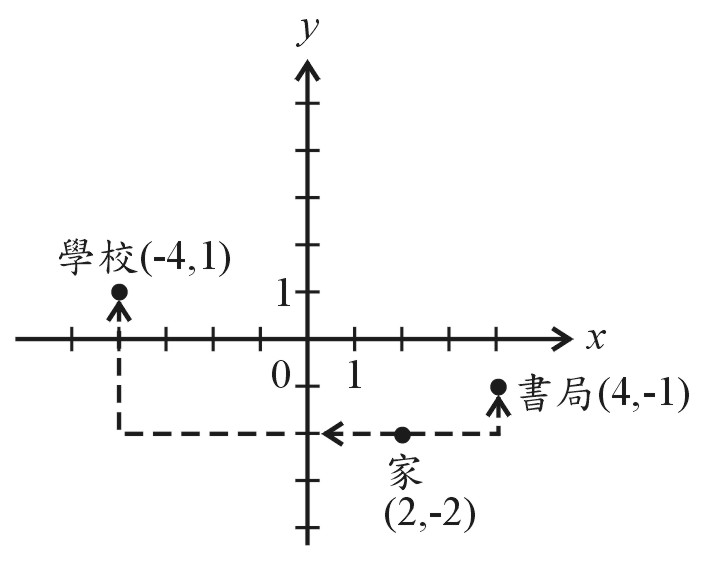 y
學校(-4,1)
1
x
0 1
書局(4,-1)
家
(2,-2)